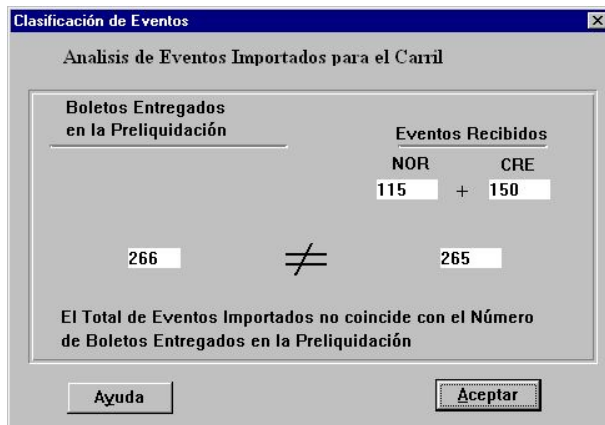 Clasificación de Eventos
Analisis de Eventos Importados para el Carril
Boletos Entregados
en la Preliquidación
Eventos Recibidos
NOR CRE
115 + 150
266 ≠ 265
El Total de Eventos Importados no coincide con el Número
de Boletos Entregados en la Preliquidación
Ayuda Aceptar